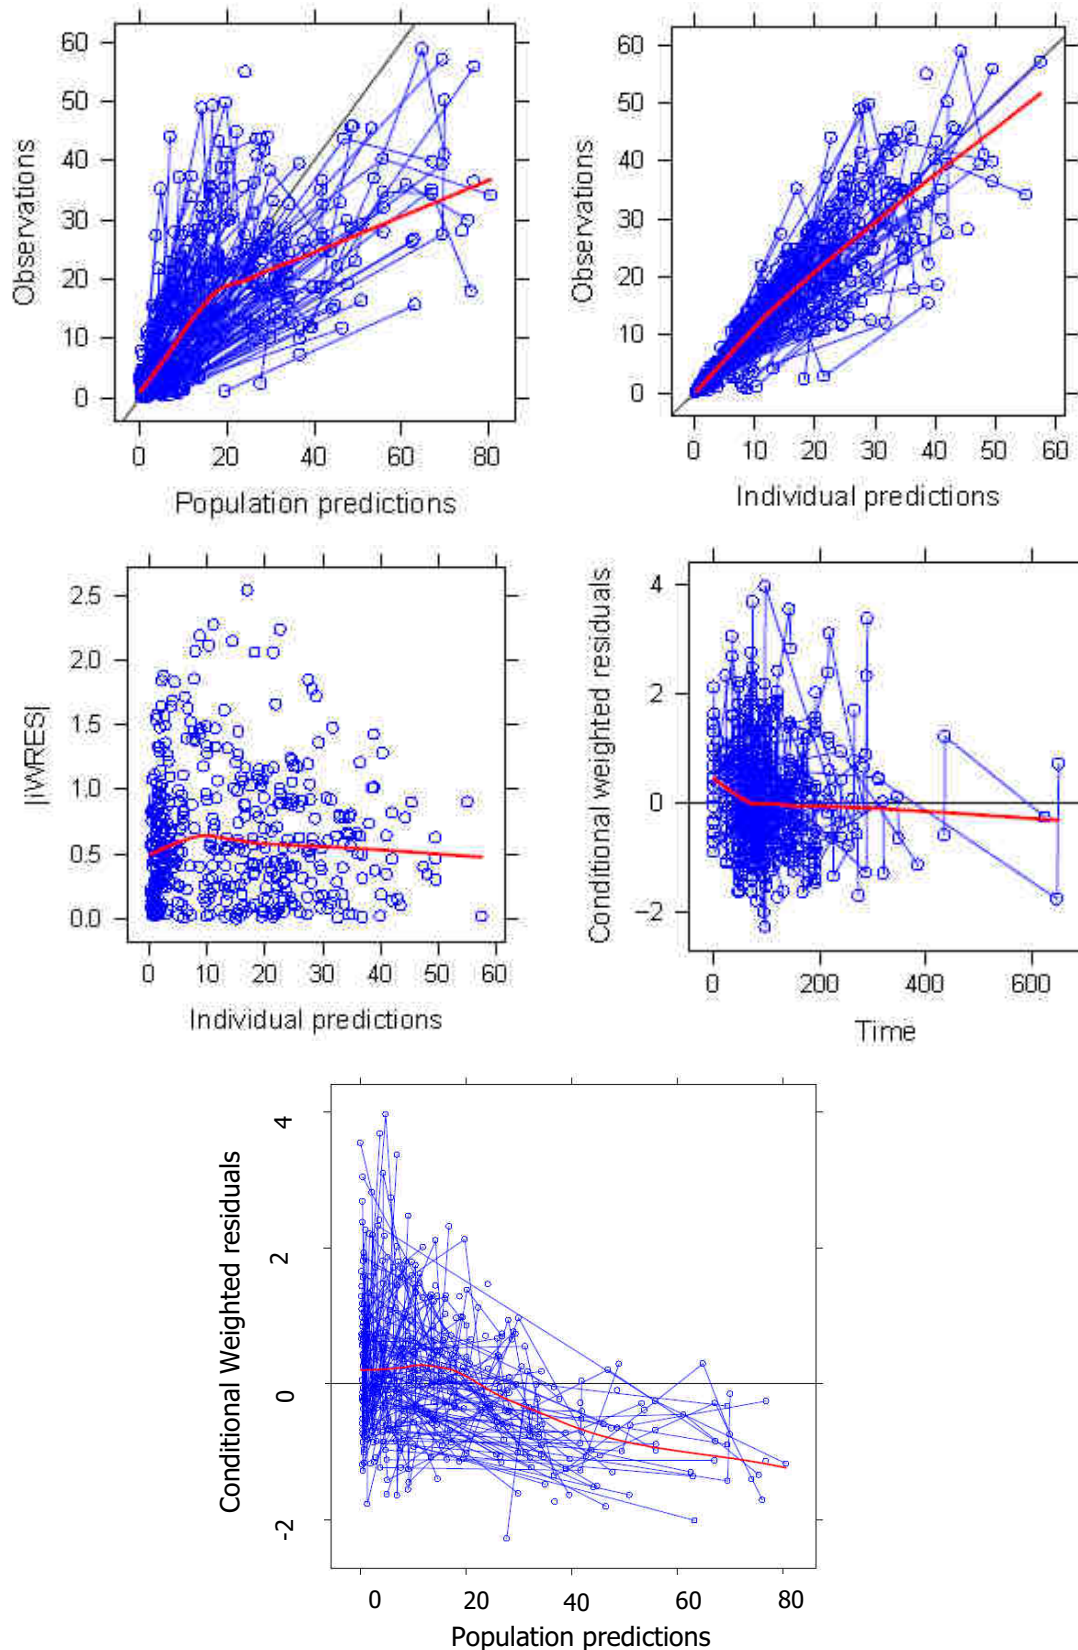 60
50
40
30
20
10
0
Observations
0 20 40 60 80
Population predictions
60
50
40
30
20
10
0
Observations
0 10 20 30 40 50 60
Individual predictions
2.5
2.0
1.5
1.0
0.5
0.0
|iWRES|
0 10 20 30 40 50 60
Individual predictions
4
2
0
−2
Conditional weighted residuals
0 200 400 600
Time
4
2
0
-2
Conditional Weighted residuals
0 20 40 60 80
Population predictions